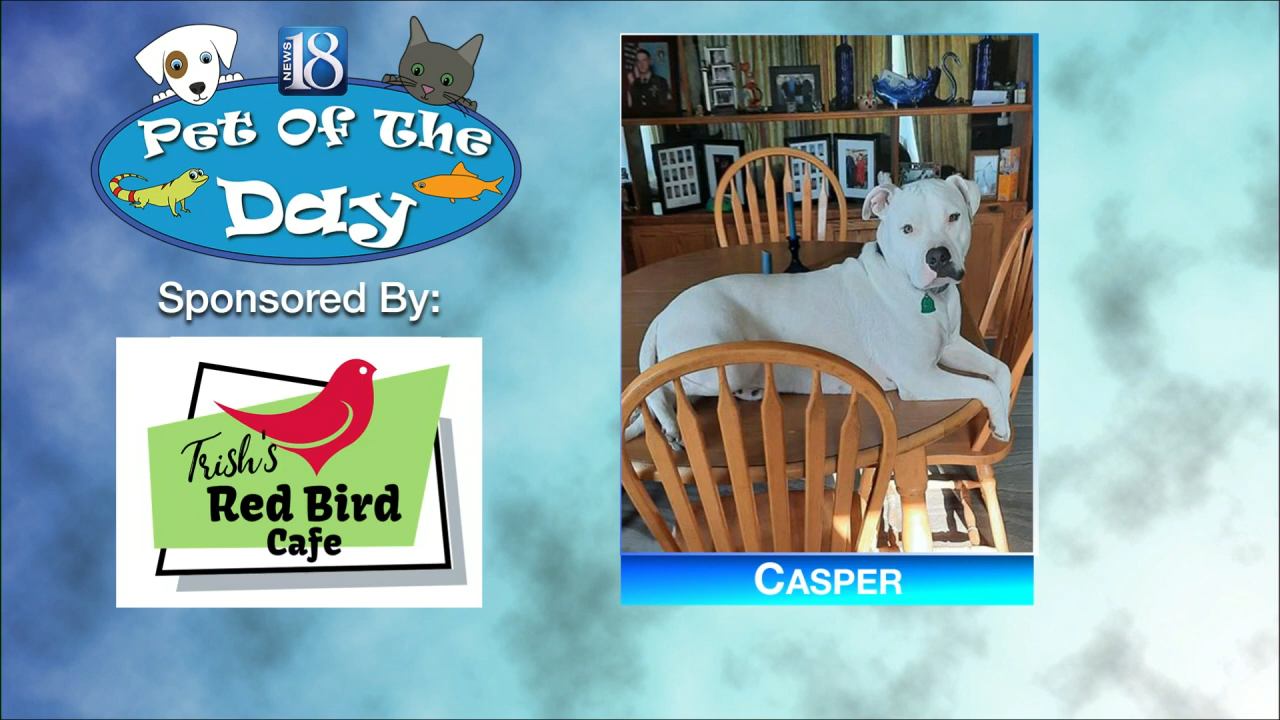 NEWS 18
Pet Of The
Day
Sponsored By:
Trish's
Red Bird
Cafe
CASPER